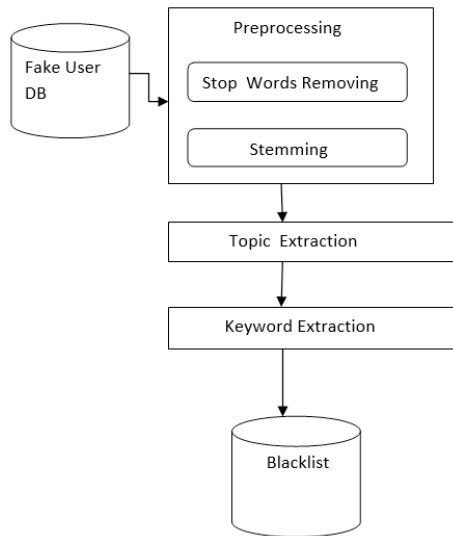 Preprocessing
Fake User
DB
Stop Words Removing
Stemming
Topic Extraction
Keyword Extraction
Blacklist